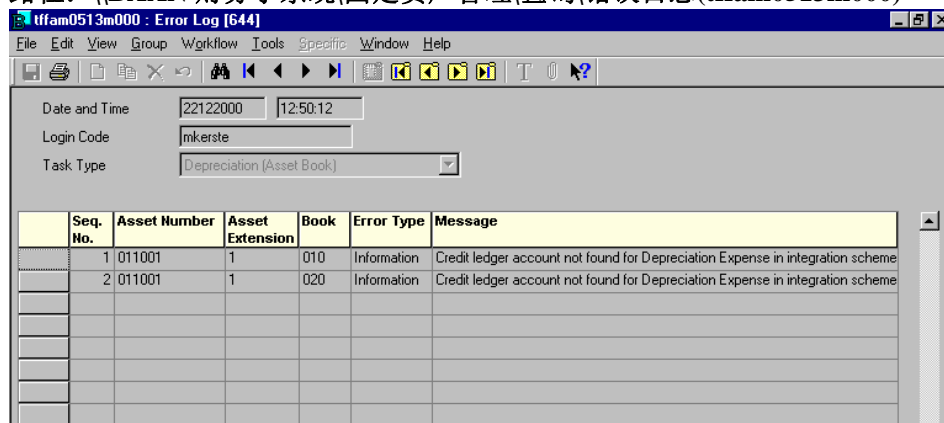 tffam0513m000 : Error Log [644]
File Edit View Group Workflow Tools Specific Window Help
Date and Time 22122000 12:50:12
Login Code mkerste
Task Type Depreciation (Asset Book)
Seq. No. Asset Number Asset Extension Book Error Type Message
1 011001 1 010 Information Credit ledger account not found for Depreciation Expense in integration scheme
2 011001 1 020 Information Credit ledger account not found for Depreciation Expense in integration scheme